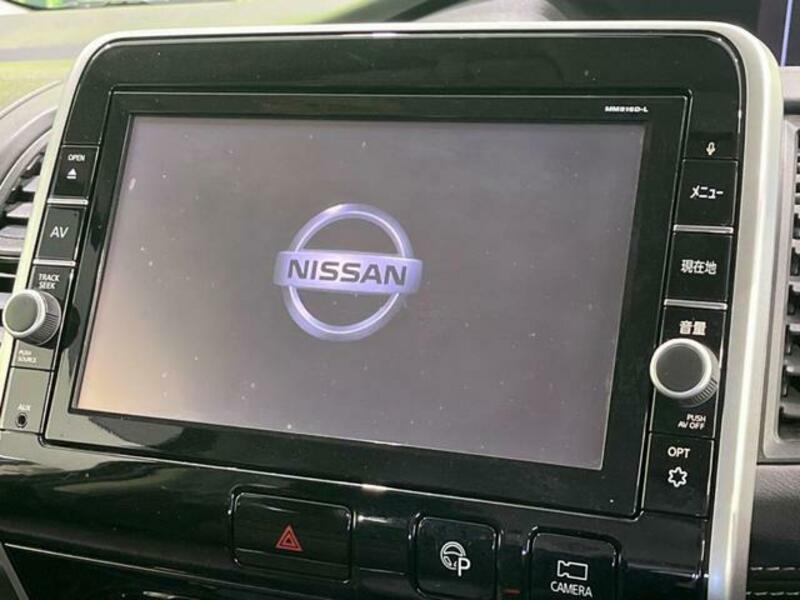 MM516D-L
OPEN
AV
TRACK
SEEK
PUSH
SOURCE
AUX
NISSAN
メニュー
現在地
音量
PUSH
AV OFF
OPT
P
CAMERA